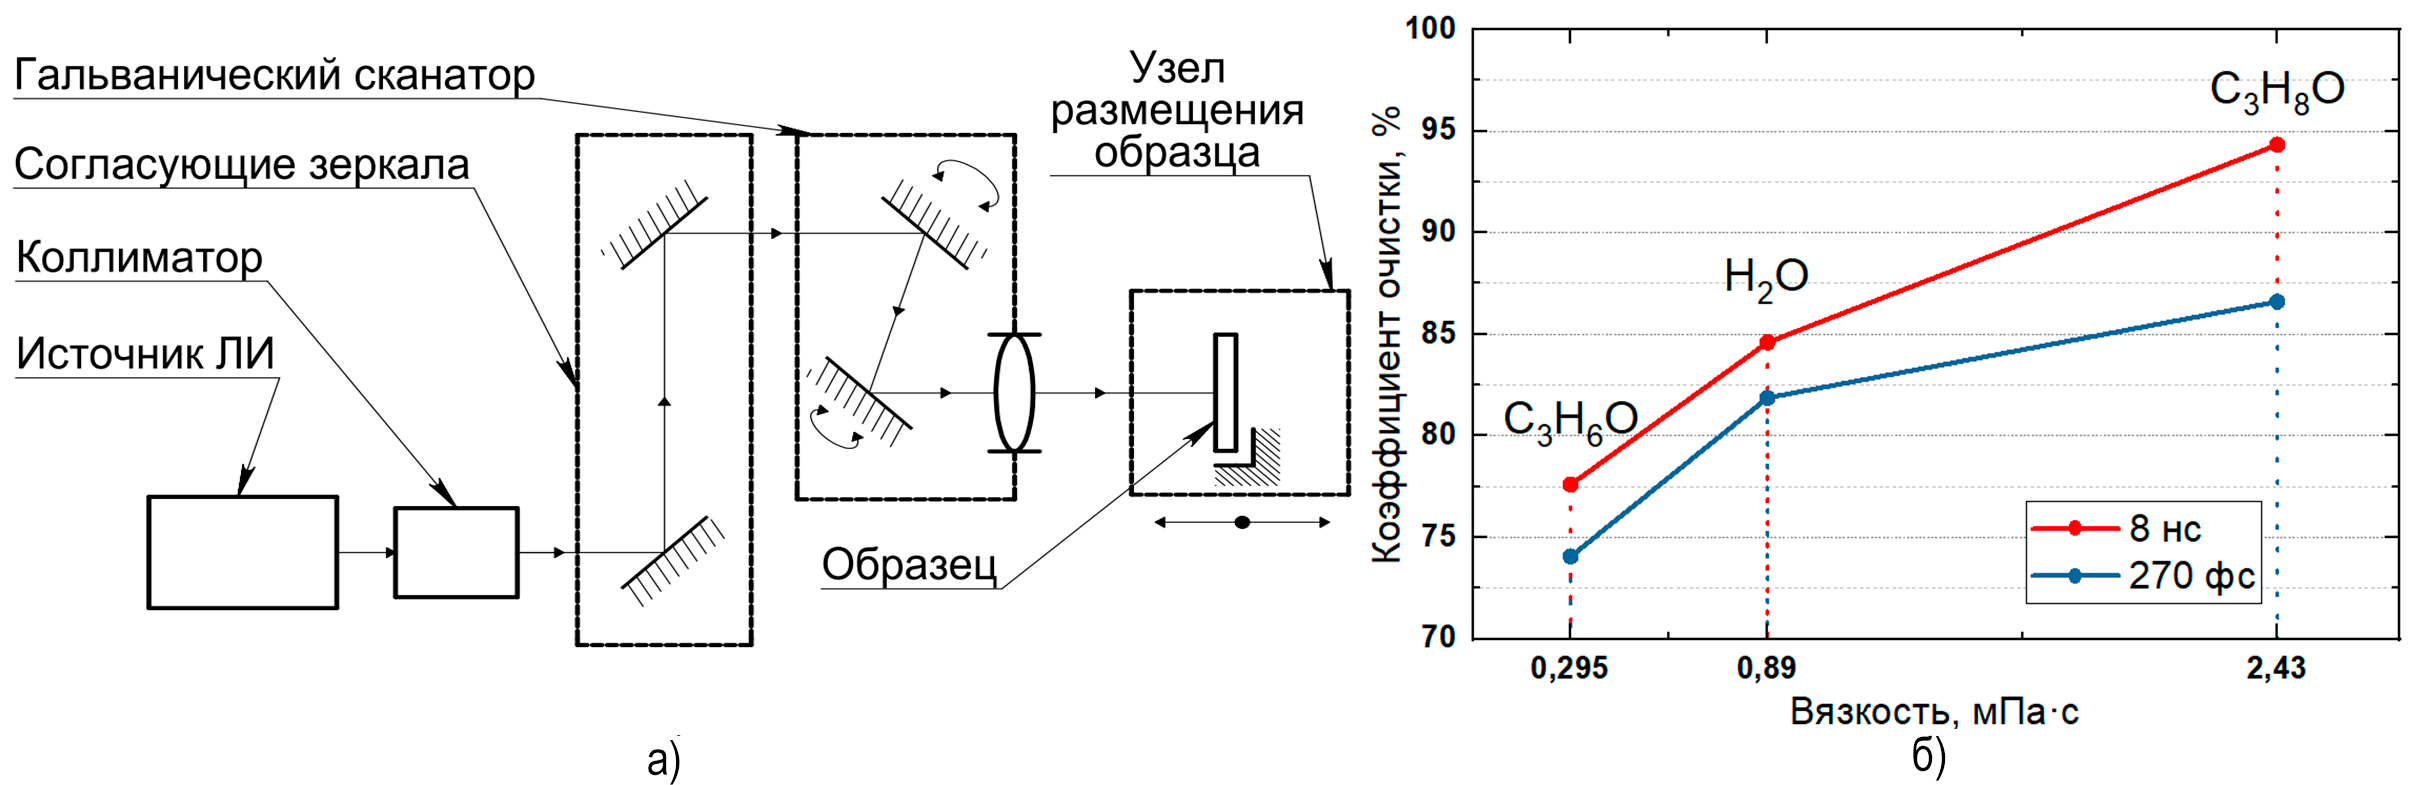 Гальванический сканатор
Согласующие зеркала
Коллиматор
Источник ЛИ
Узел
размещения
образца
Образец
а)
Коэффициент очистки, %
100
95
90
85
80
75
70
C₃H₆O
H₂O
C₃H₈O
8 нс
270 фс
0,295
0,89
2,43
Вязкость, мПа·с
б)